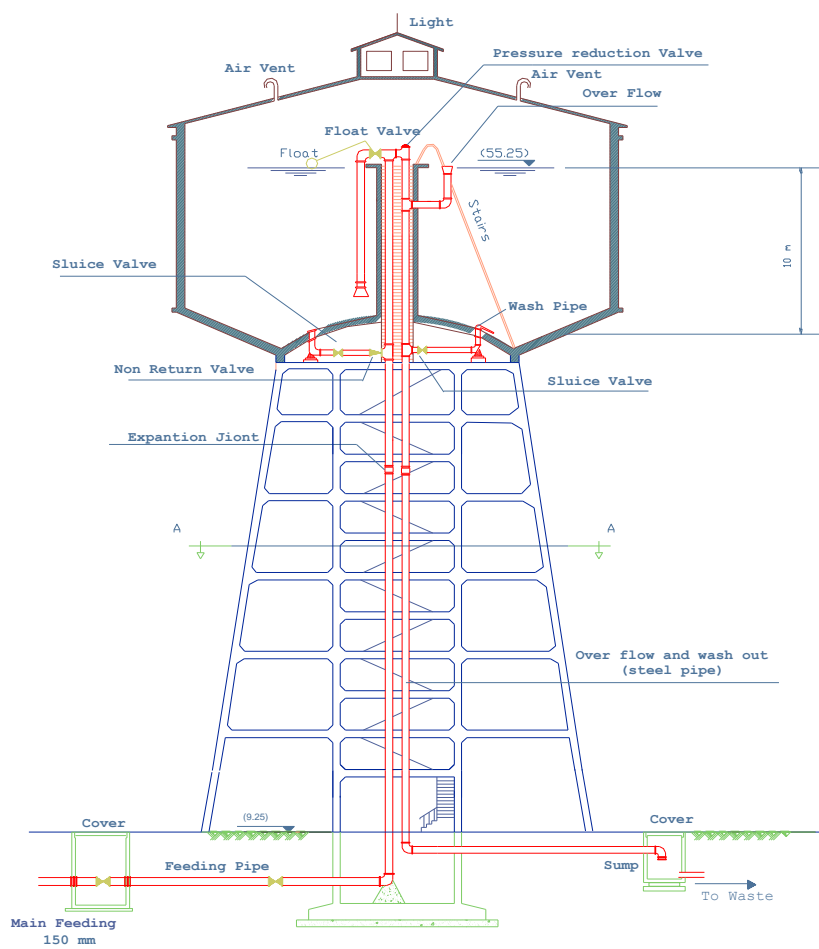 Light
Pressure reduction Valve
Air Vent
Air Vent
Over Flow
Float Valve
Float
(55.25)
Stairs
10 m
Sluice Valve
Wash Pipe
Non Return Valve
Sluice Valve
Expantion Jiont
A
A
Over flow and wash out
(steel pipe)
(9.25)
Cover
Cover
Feeding Pipe
Sump
To Waste
Main Feeding
150 mm